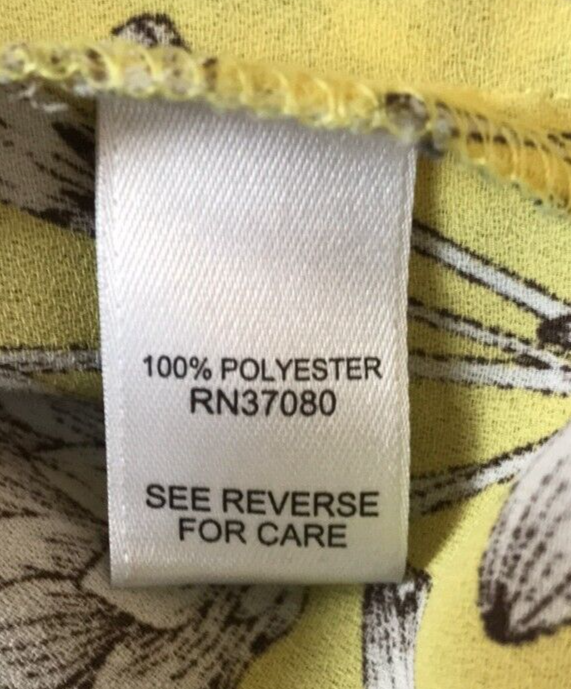 100% POLYESTER
RN37080
SEE REVERSE
FOR CARE